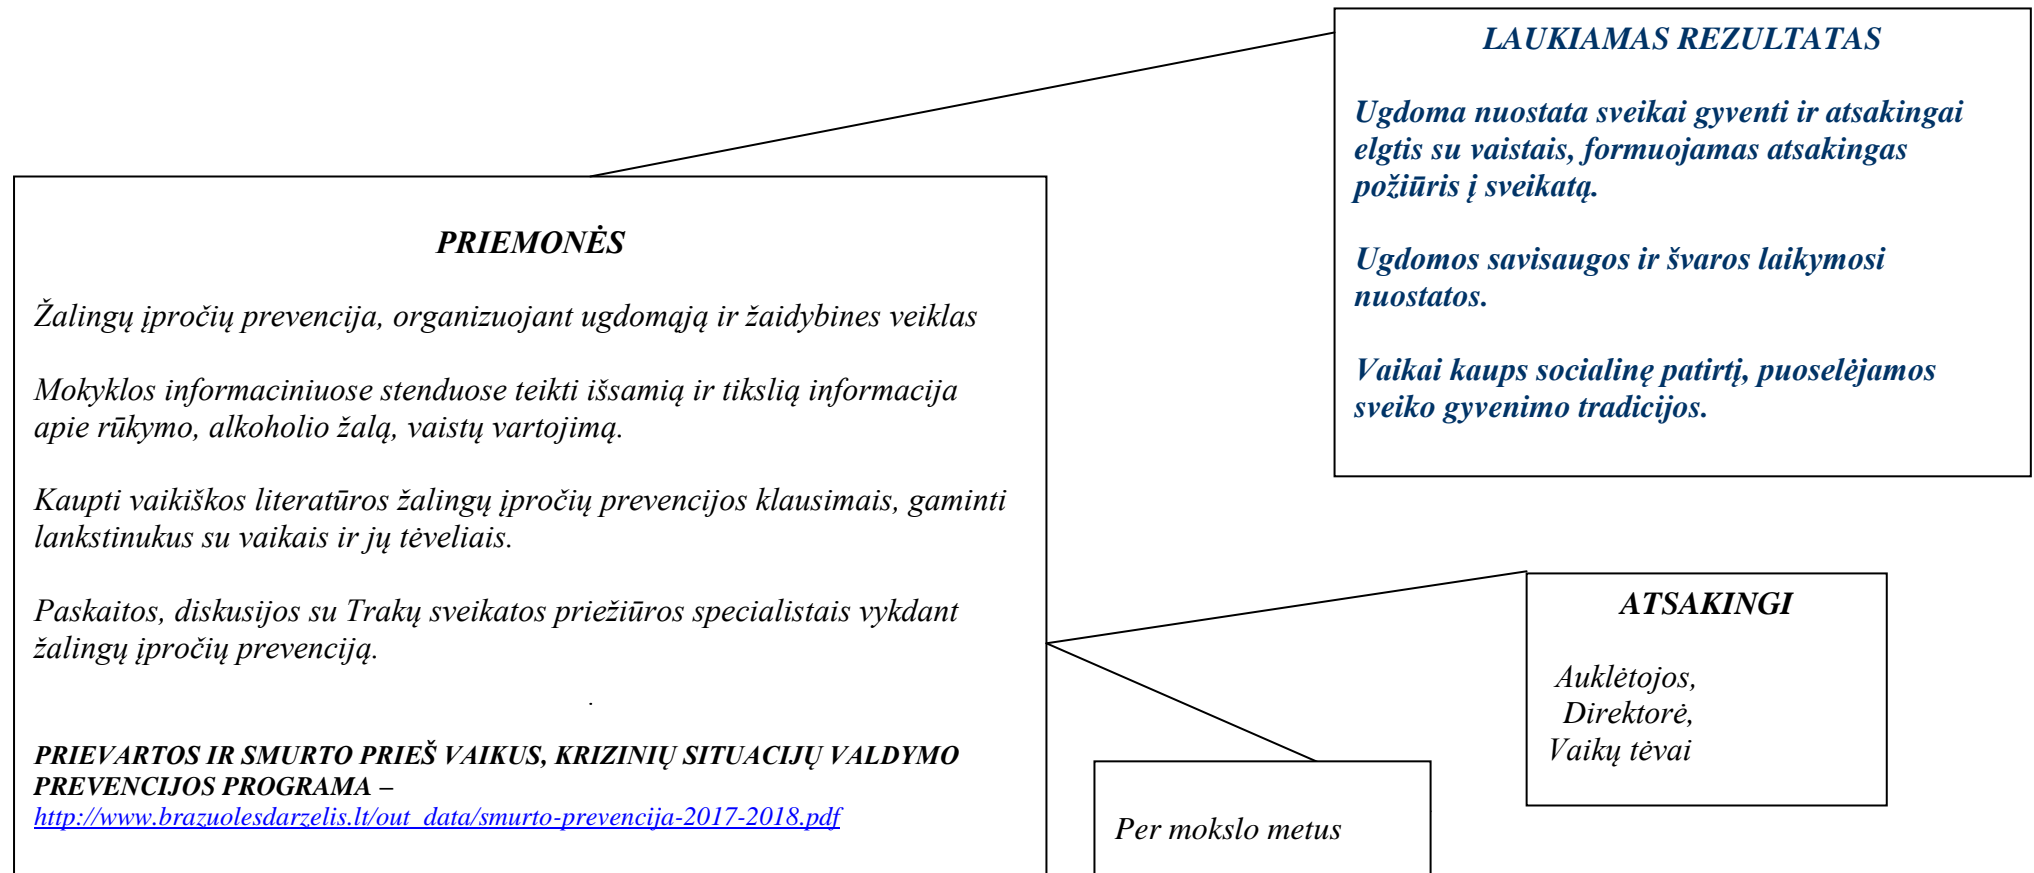 LAUKIAMAS REZULTATAS
Ugdoma nuostata sveikai gyventi ir atsakingai
elgtis su vaistais, formuojamas atsakingas
požiūris į sveikatą.
Ugdomos savisaugos ir švaros laikymosi
nuostatos.
Vaikai kaups socialinę patirtį, puoselėjamos
sveiko gyvenimo tradicijos.
PRIEMONĖS
Žalingų įpročių prevencija, organizuojant ugdomąją ir žaidybines veiklas
Mokyklos informaciniuose stenduose teikti išsamią ir tikslią informacija
apie rūkymo, alkoholio žalą, vaistų vartojimą.
Kaupti vaikiškos literatūros žalingų įpročių prevencijos klausimais, gaminti
lankstinukus su vaikais ir jų tėveliais.
Paskaitos, diskusijos su Trakų sveikatos priežiūros specialistais vykdant
žalingų įpročių prevenciją.
.
PRIEVARTOS IR SMURTO PRIEŠ VAIKUS, KRIZINIŲ SITUACIJŲ VALDYMO
PREVENCIJOS PROGRAMA –
http://www.brazuolesdarzelis.lt/out_data/smurto-prevencija-2017-2018.pdf
ATSAKINGI
Auklėtojos,
Direktorė,
Vaikų tėvai
Per mokslo metus